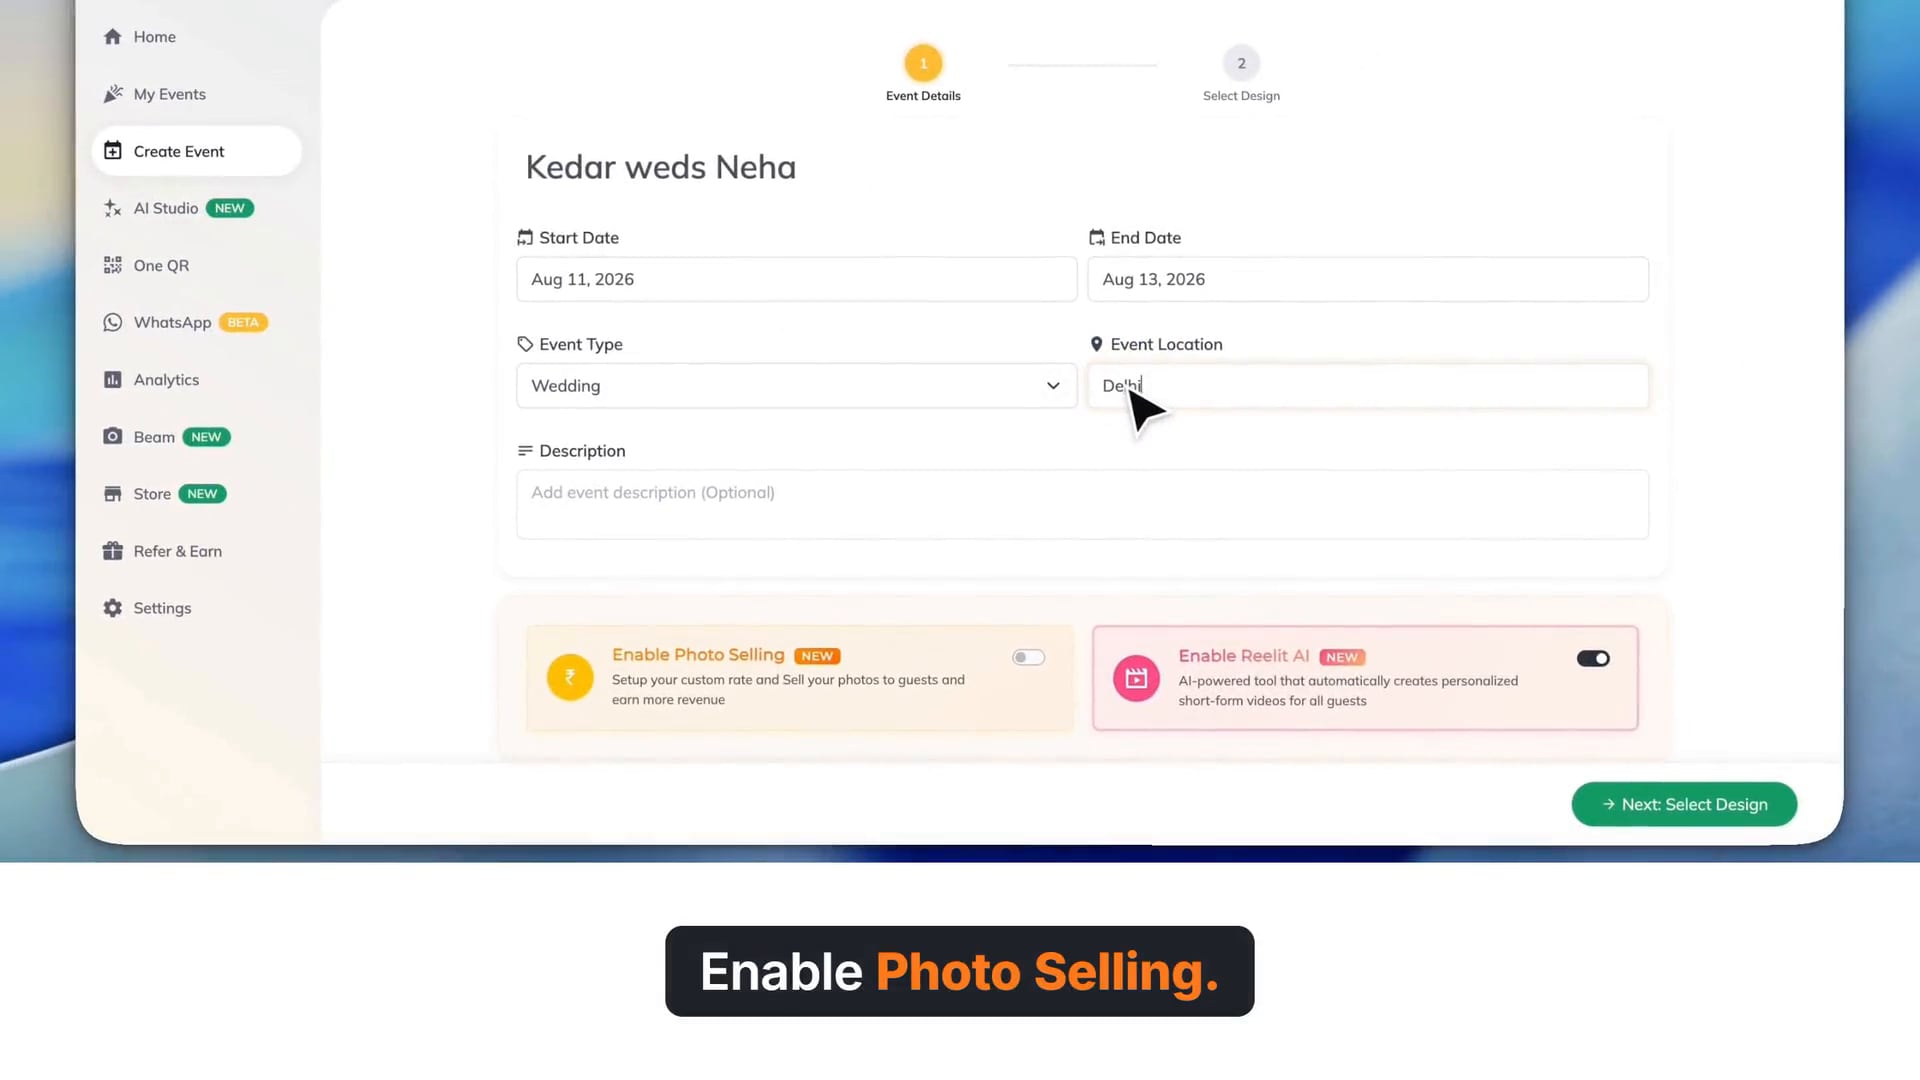 Home
My Events
Create Event
AI Studio NEW
One QR
WhatsApp BETA
Analytics
Beam NEW
Store NEW
Refer & Earn
Settings
1
Event Details
2
Select Design
Kedar weds Neha
Start Date
Aug 11, 2026
End Date
Aug 13, 2026
Event Type
Wedding
Event Location
Delhi
Description
Add event description (Optional)
₹
Enable Photo Selling NEW
Setup your custom rate and Sell your photos to guests and
earn more revenue
Enable Reelit AI NEW
AI-powered tool that automatically creates personalized
short-form videos for all guests
→ Next: Select Design
Enable Photo Selling.